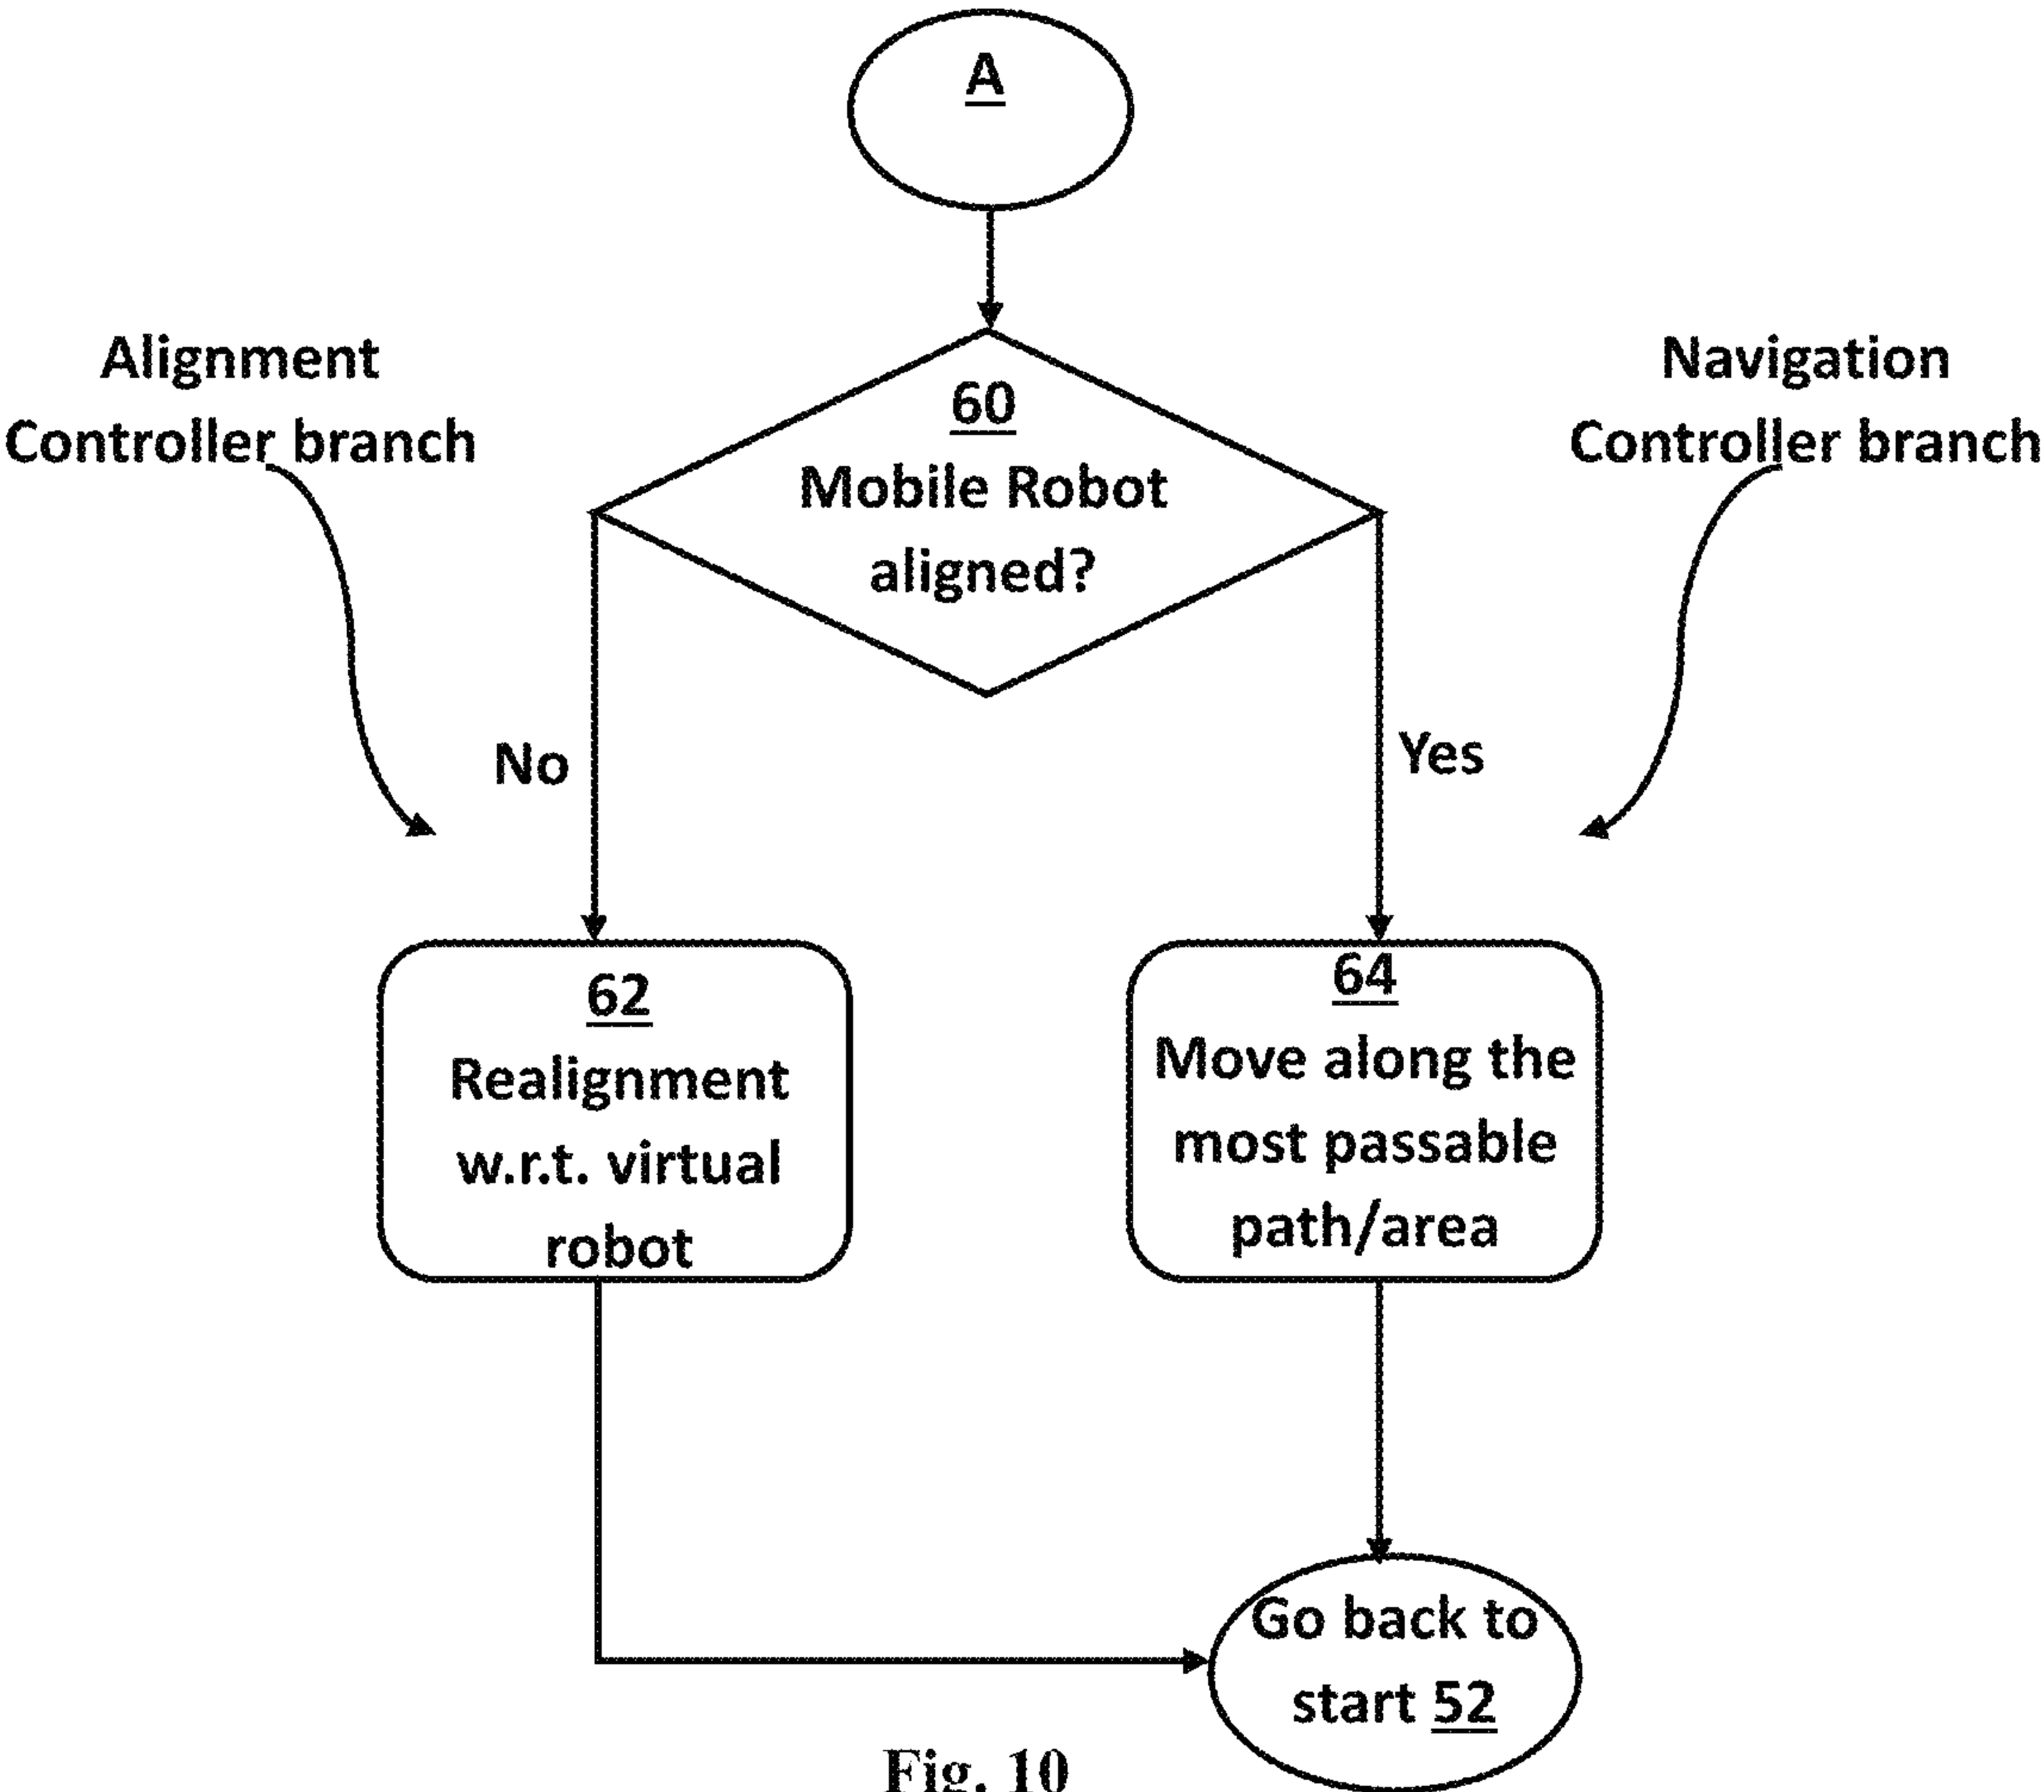 A
Alignment
Controller branch
60
Mobile Robot
aligned?
Navigation
Controller branch
No
Yes
62
Realignment
w.r.t. virtual
robot
64
Move along the
most passable
path/area
Go back to
start 52
Fig. 10